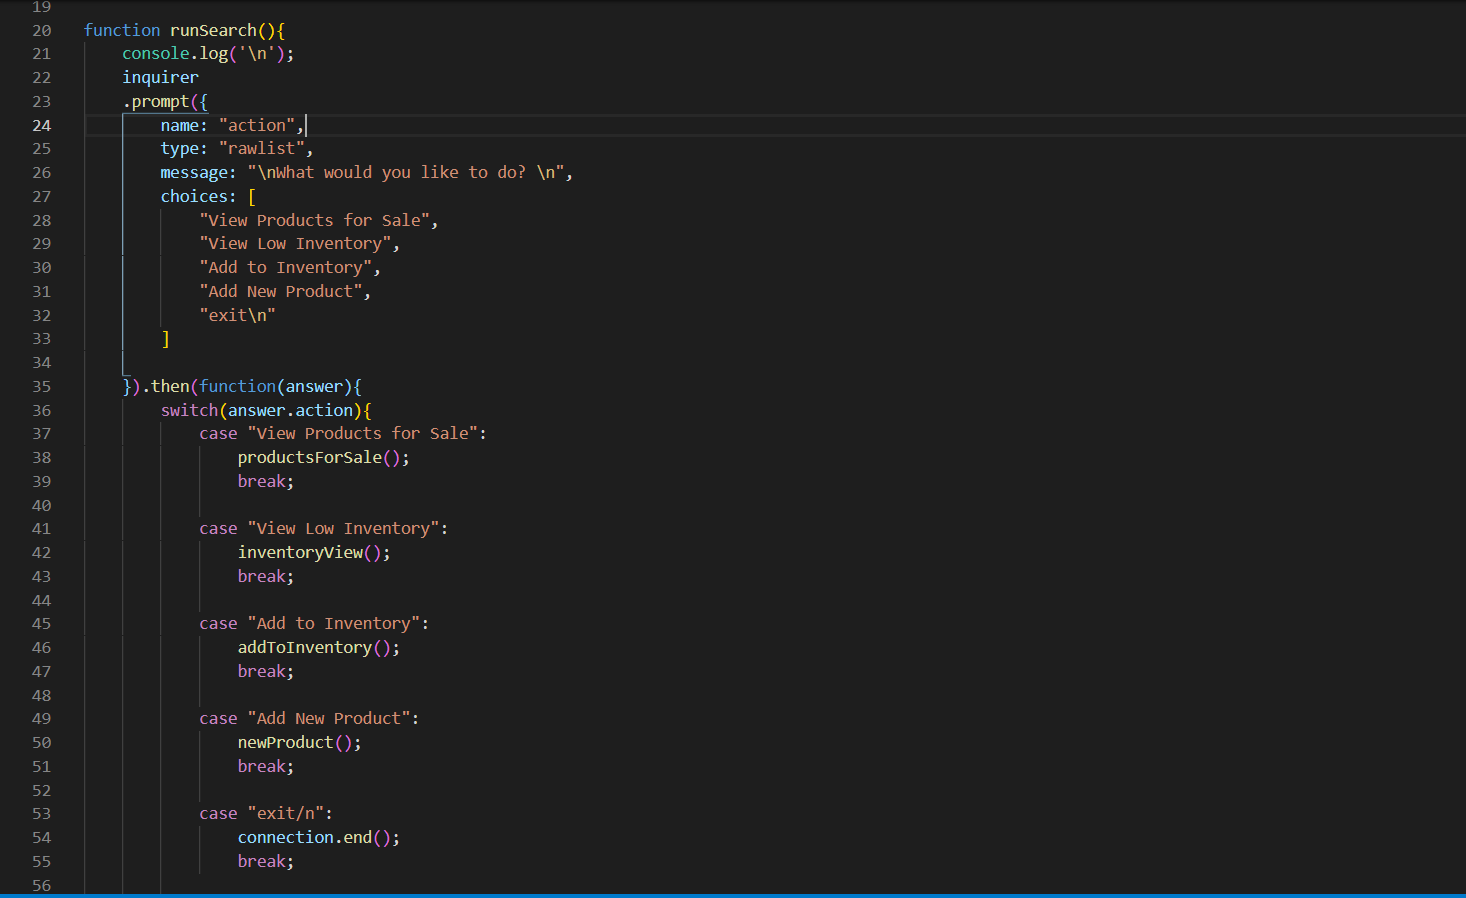 19
20 function runSearch(){
21 console.log('\n');
22 inquirer
23 .prompt({
24 name: "action",
25 type: "rawlist",
26 message: "\nWhat would you like to do? \n",
27 choices: [
28 "View Products for Sale",
29 "View Low Inventory",
30 "Add to Inventory",
31 "Add New Product",
32 "exit\n"
33 ]
34
35 }).then(function(answer){
36 switch(answer.action){
37 case "View Products for Sale":
38 productsForSale();
39 break;
40
41 case "View Low Inventory":
42 inventoryView();
43 break;
44
45 case "Add to Inventory":
46 addToInventory();
47 break;
48
49 case "Add New Product":
50 newProduct();
51 break;
52
53 case "exit/n":
54 connection.end();
55 break;
56